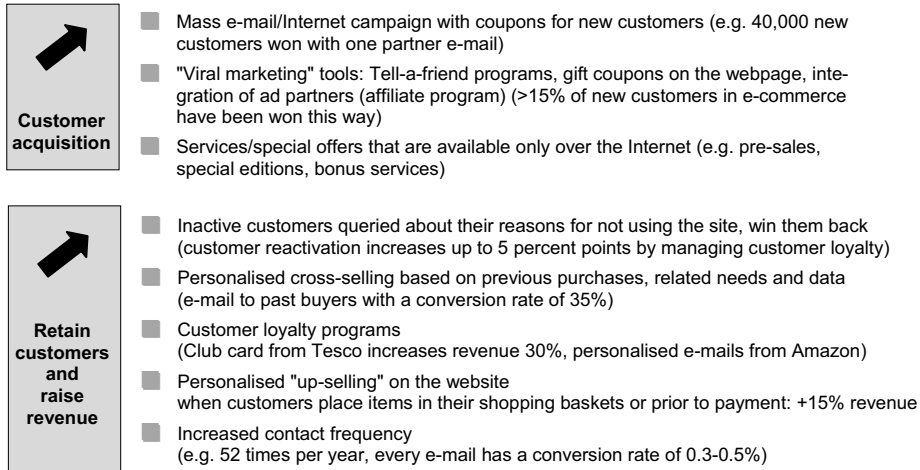 Customer
acquisition
Mass e-mail/Internet campaign with coupons for new customers (e.g. 40,000 new
customers won with one partner e-mail)
"Viral marketing" tools: Tell-a-friend programs, gift coupons on the webpage, inte-
gration of ad partners (affiliate program) (>15% of new customers in e-commerce
have been won this way)
Services/special offers that are available only over the Internet (e.g. pre-sales,
special editions, bonus services)
Retain
customers
and
raise
revenue
Inactive customers queried about their reasons for not using the site, win them back
(customer reactivation increases up to 5 percent points by managing customer loyalty)
Personalised cross-selling based on previous purchases, related needs and data
(e-mail to past buyers with a conversion rate of 35%)
Customer loyalty programs
(Club card from Tesco increases revenue 30%, personalised e-mails from Amazon)
Personalised "up-selling" on the website
when customers place items in their shopping baskets or prior to payment: +15% revenue
Increased contact frequency
(e.g. 52 times per year, every e-mail has a conversion rate of 0.3-0.5%)